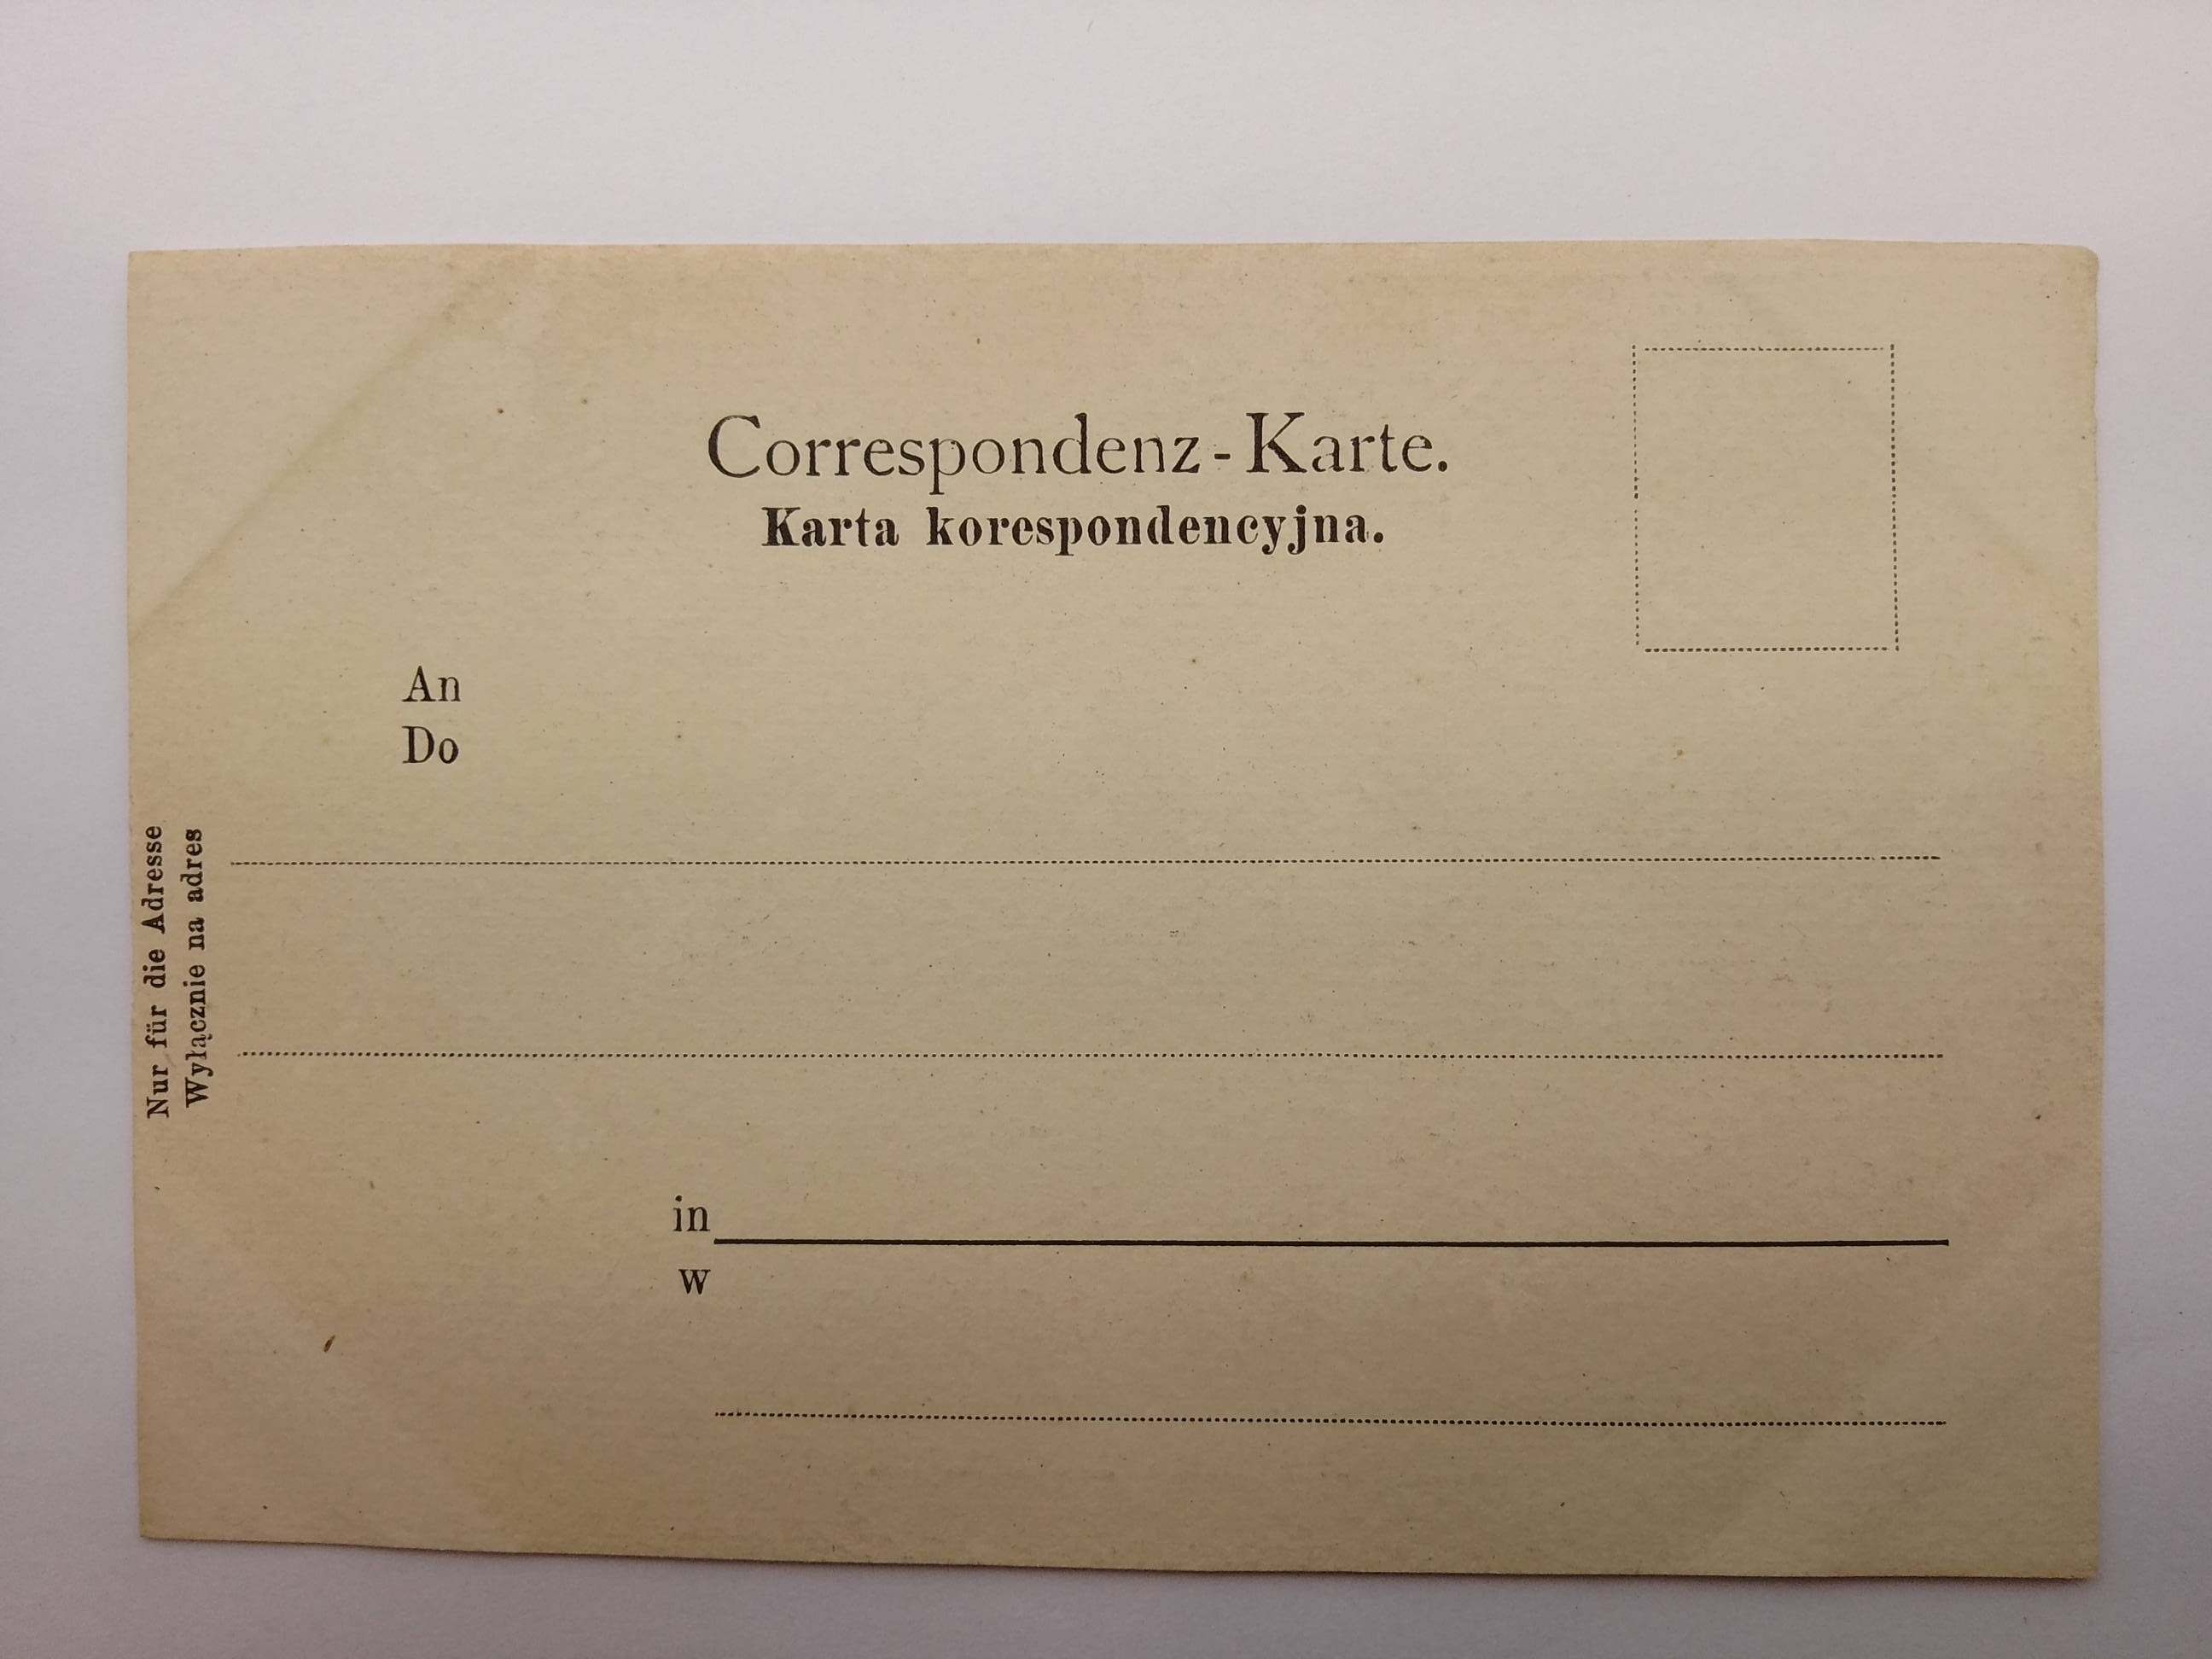 Correspondenz-Karte.
Karta korespondencyjna.
An
Do
Nur für die Adresse
Wyłącznie na adres
in
w